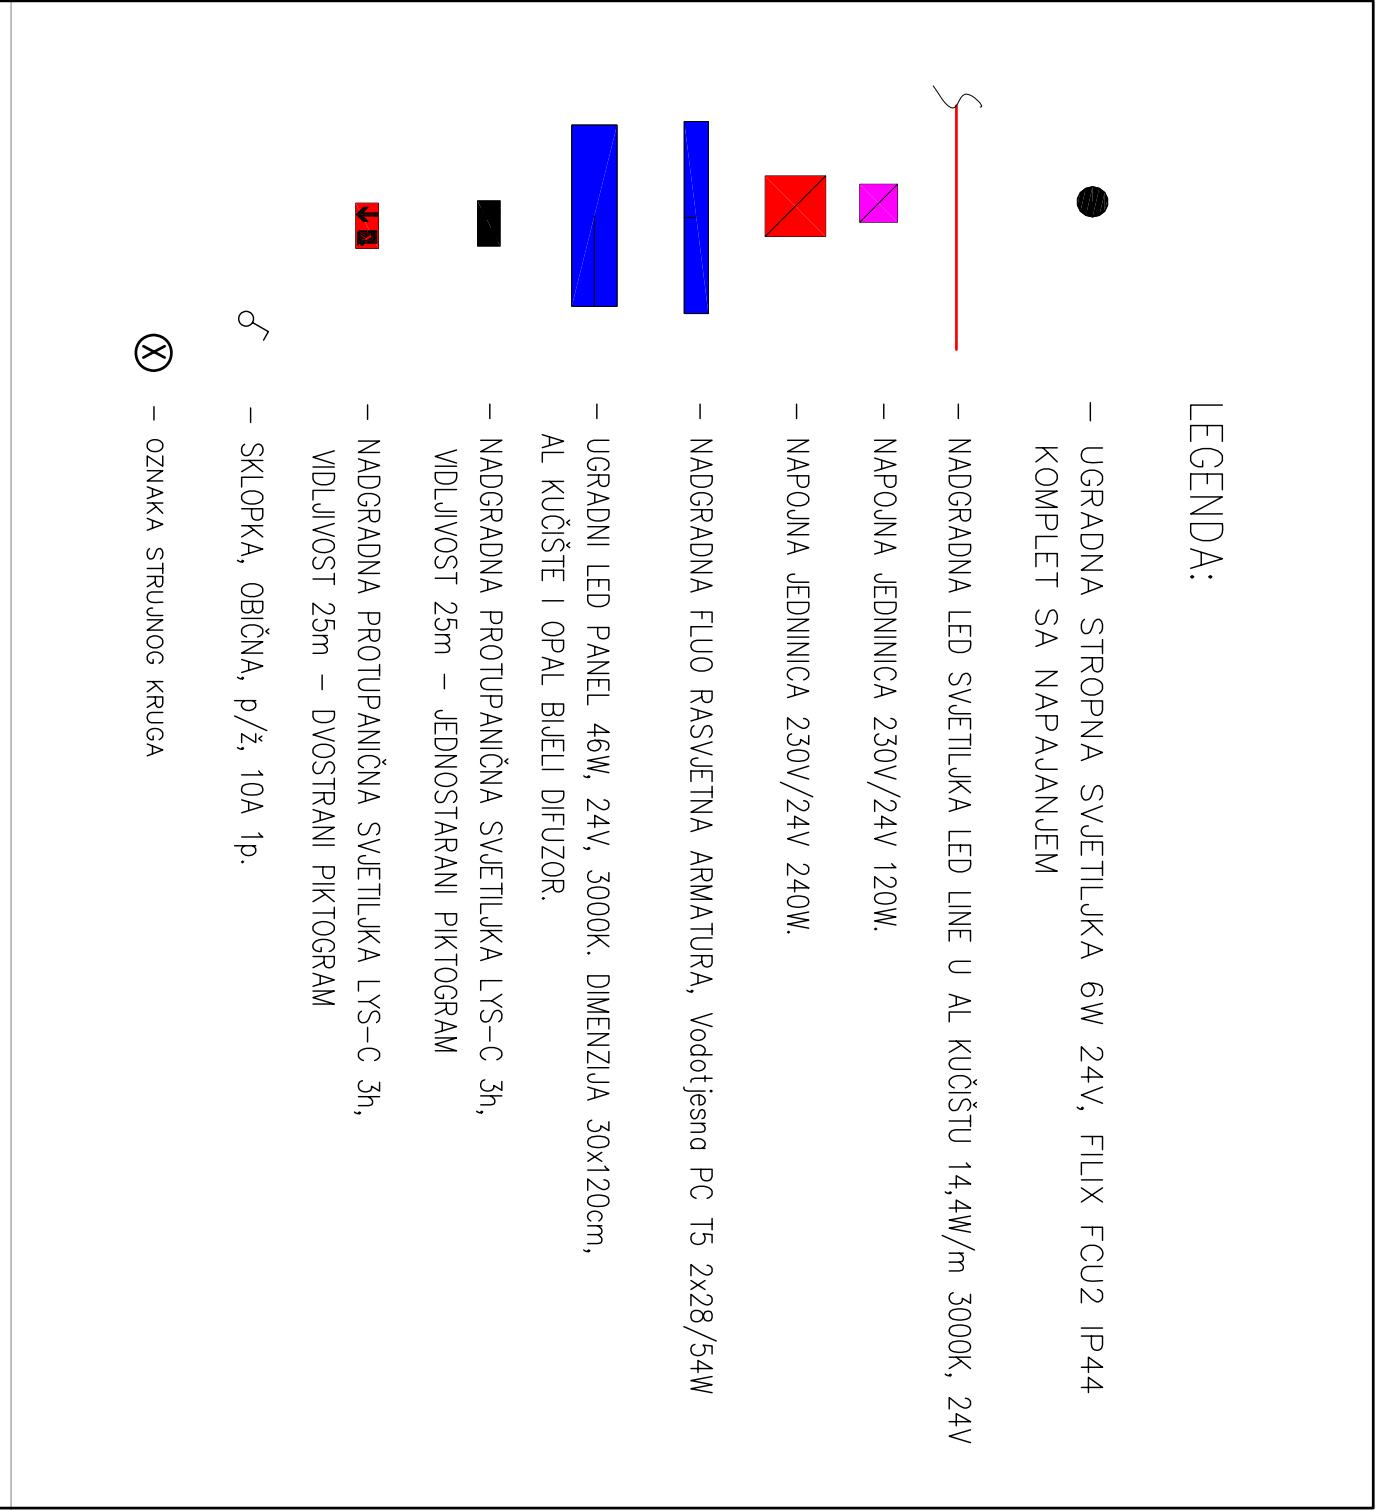 LEGENDA:
– UGRADNA STROPNA SVJETILJKA 6W 24V, FILIX FCU2 IP44
KOMPLET SA NAPAJANJEM
– NADGRADNA LED SVJETILJKA LED LINE U AL KUČIŠTU 14,4W/m 3000K, 24V
– NAPOJNA JEDNINICA 230V/24V 120W.
– NAPOJNA JEDNINICA 230V/24V 240W.
– NADGRADNA FLUO RASVJETNA ARMATURA, Vodotjesna PC T5 2x28/54W
– UGRADNI LED PANEL 46W, 24V, 3000K. DIMENZIJA 30x120cm,
AL KUČIŠTE I OPAL BIJELI DIFUZOR.
– NADGRADNA PROTUPANIČNA SVJETILJKA LYS–C 3h,
VIDLJIVOST 25m – JEDNOSTARANI PIKTOGRAM
– NADGRADNA PROTUPANIČNA SVJETILJKA LYS–C 3h,
VIDLJIVOST 25m – DVOSTRANI PIKTOGRAM
– SKLOPKA, OBIČNA, p/ž, 10A 1p.
X – OZNAKA STRUJNOG KRUGA